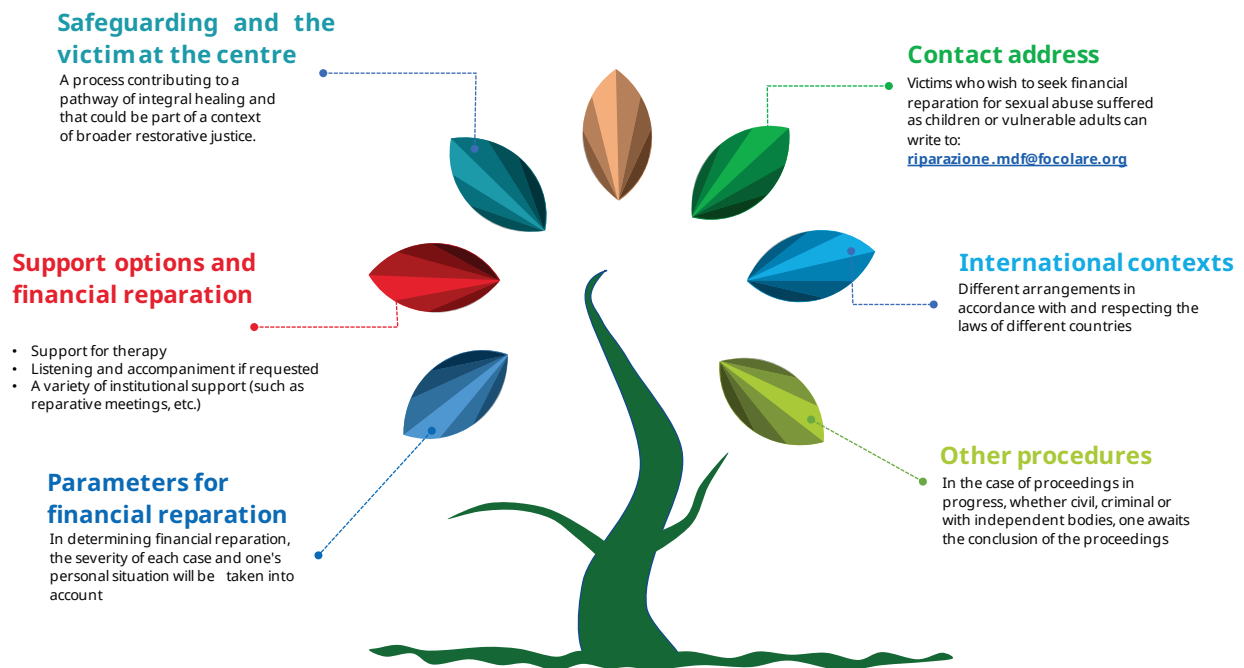 Safeguarding and the
victim at the centre
A process contributing to a
pathway of integral healing and
that could be part of a context
of broader restorative justice.
Support options and
financial reparation
• Support for therapy
• Listening and accompaniment if requested
• A variety of institutional support (such as
reparative meetings, etc.)
Parameters for
financial reparation
In determining financial reparation,
the severity of each case and one's
personal situation will be taken into
account
Contact address
Victims who wish to seek financial
reparation for sexual abuse suffered
as children or vulnerable adults can
write to:
riparazione.mdf@focolare.org
International contexts
Different arrangements in
accordance with and respecting the
laws of different countries
Other procedures
In the case of proceedings in
progress, whether civil, criminal or
with independent bodies, one awaits
the conclusion of the proceedings